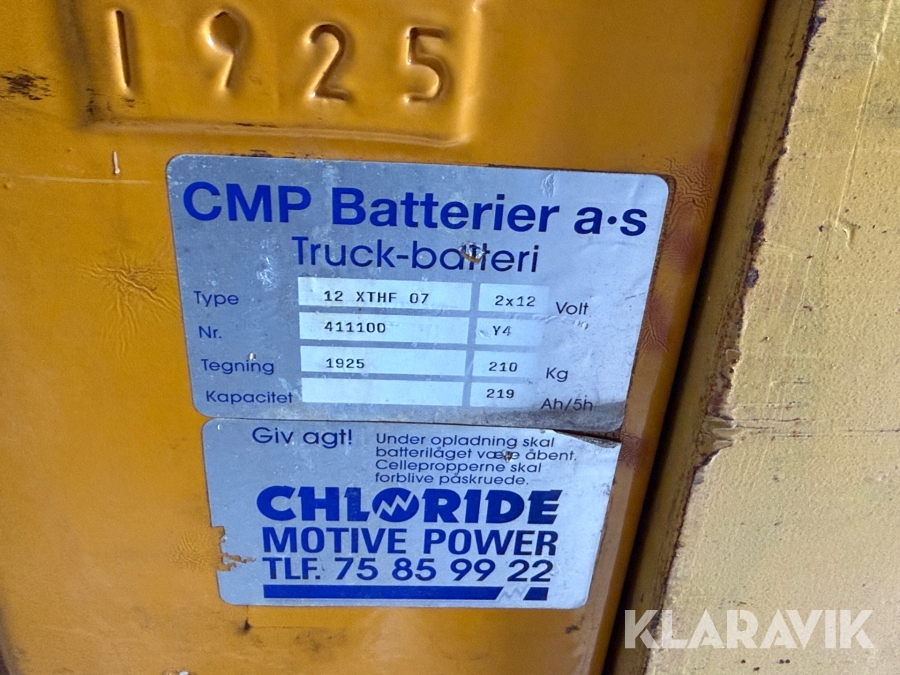 1925
CMP Batterier a·s
Truck-batteri
Type 12 XTHF 07 2x12 Volt
Nr. 411100 Y4
Tegning 1925 210 Kg
Kapacitet 219 Ah/5h
Giv agt! Under opladning skal
batterilåget være åbent.
Cellepropperne skal
forblive påskruede.
CHLORIDE
MOTIVE POWER
TLF. 75 85 99 22
KLARAVIK